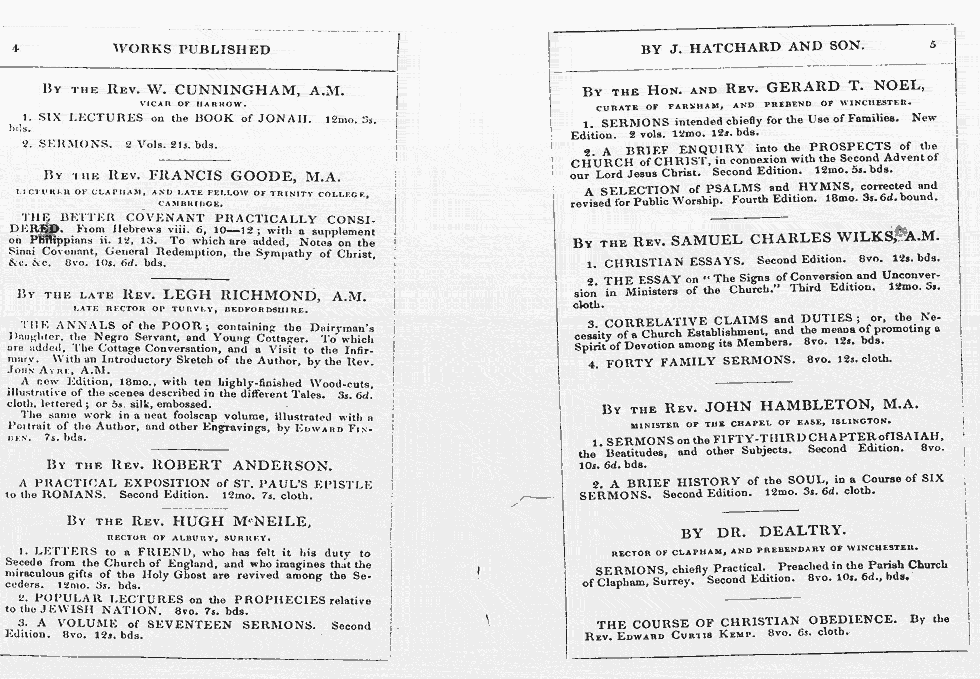 4 WORKS PUBLISHED
By the Rev. W. CUNNINGHAM, A.M.
VICAR OF HARROW.
1. SIX LECTURES on the BOOK of JONAH. 12mo. 3s.
bds.
2. SERMONS. 2 Vols. 21s. bds.
By the Rev. FRANCIS GOODE, M.A.
LECTURER OF CLAPHAM, AND LATE FELLOW OF TRINITY COLLEGE,
CAMBRIDGE.
THE BETTER COVENANT PRACTICALLY CONSI-
DERED. From Hebrews viii. 6, 10—12; with a supplement
on Philippians ii. 12, 13. To which are added, Notes on the
Sinai Covenant, General Redemption, the Sympathy of Christ,
&c. &c. 8vo. 10s. 6d. bds.
By the late Rev. LEGH RICHMOND, A.M.
LATE RECTOR OF TURVEY, BEDFORDSHIRE.
THE ANNALS of the POOR; containing the Dairyman's
Daughter, the Negro Servant, and Young Cottager. To which
are added, The Cottage Conversation, and a Visit to the Infir-
mary. With an Introductory Sketch of the Author, by the Rev.
John Ayre, A.M.
A new Edition, 18mo., with ten highly-finished Wood-cuts,
illustrative of the scenes described in the different Tales. 3s. 6d.
cloth, lettered; or 5s. silk, embossed.
The same work in a neat foolscap volume, illustrated with a
Portrait of the Author, and other Engravings, by Edward Fin-
den. 7s. bds.
By the Rev. ROBERT ANDERSON.
A PRACTICAL EXPOSITION of ST. PAUL'S EPISTLE
to the ROMANS. Second Edition. 12mo. 7s. cloth.
By the Rev. HUGH McNEILE,
RECTOR OF ALBURY, SURREY.
1. LETTERS to a FRIEND, who has felt it his duty to
Secede from the Church of England, and who imagines that the
miraculous gifts of the Holy Ghost are revived among the Se-
ceders. 12mo. 3s. bds.
2. POPULAR LECTURES on the PROPHECIES relative
to the JEWISH NATION. 8vo. 7s. bds.
3. A VOLUME of SEVENTEEN SERMONS. Second
Edition. 8vo. 12s. bds.
BY J. HATCHARD AND SON. 5
By the Hon. and Rev. GERARD T. NOEL,
CURATE OF FARNHAM, AND PREBEND OF WINCHESTER.
1. SERMONS intended chiefly for the Use of Families. New
Edition. 2 vols. 12mo. 12s. bds.
2. A BRIEF ENQUIRY into the PROSPECTS of the
CHURCH of CHRIST, in connexion with the Second Advent of
our Lord Jesus Christ. Second Edition. 12mo. 5s. bds.
A SELECTION of PSALMS and HYMNS, corrected and
revised for Public Worship. Fourth Edition. 18mo. 3s. 6d. bound.
By the Rev. SAMUEL CHARLES WILKS, A.M.
1. CHRISTIAN ESSAYS. Second Edition. 8vo. 12s. bds.
2. THE ESSAY on "The Signs of Conversion and Unconver-
sion in Ministers of the Church." Third Edition. 12mo. 5s.
cloth.
3. CORRELATIVE CLAIMS and DUTIES; or, the Ne-
cessity of a Church Establishment, and the means of promoting a
Spirit of Devotion among its Members. 8vo. 12s. bds.
4. FORTY FAMILY SERMONS. 8vo. 12s. cloth.
By the Rev. JOHN HAMBLETON, M.A.
MINISTER OF THE CHAPEL OF EASE, ISLINGTON.
1. SERMONS on the FIFTY-THIRD CHAPTER of ISAIAH,
the Beatitudes, and other Subjects. Second Edition. 8vo.
10s. 6d. bds.
2. A BRIEF HISTORY of the SOUL, in a Course of SIX
SERMONS. Second Edition. 12mo. 3s. 6d. cloth.
BY DR. DEALTRY.
RECTOR OF CLAPHAM, AND PREBENDARY OF WINCHESTER.
SERMONS, chiefly Practical. Preached in the Parish Church
of Clapham, Surrey. Second Edition. 8vo. 10s. 6d., bds.
THE COURSE OF CHRISTIAN OBEDIENCE. By the
Rev. Edward Curtis Kemp. 8vo. 6s. cloth.